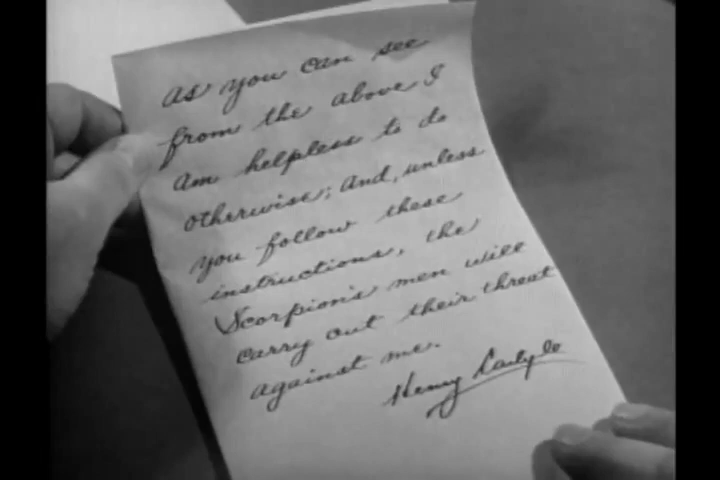 as you can see
from the above I
am helpless to do
otherwise; and, unless
you follow these
instructions, the
Scorpion's men will
carry out their threat
against me.
Henry Carlyle